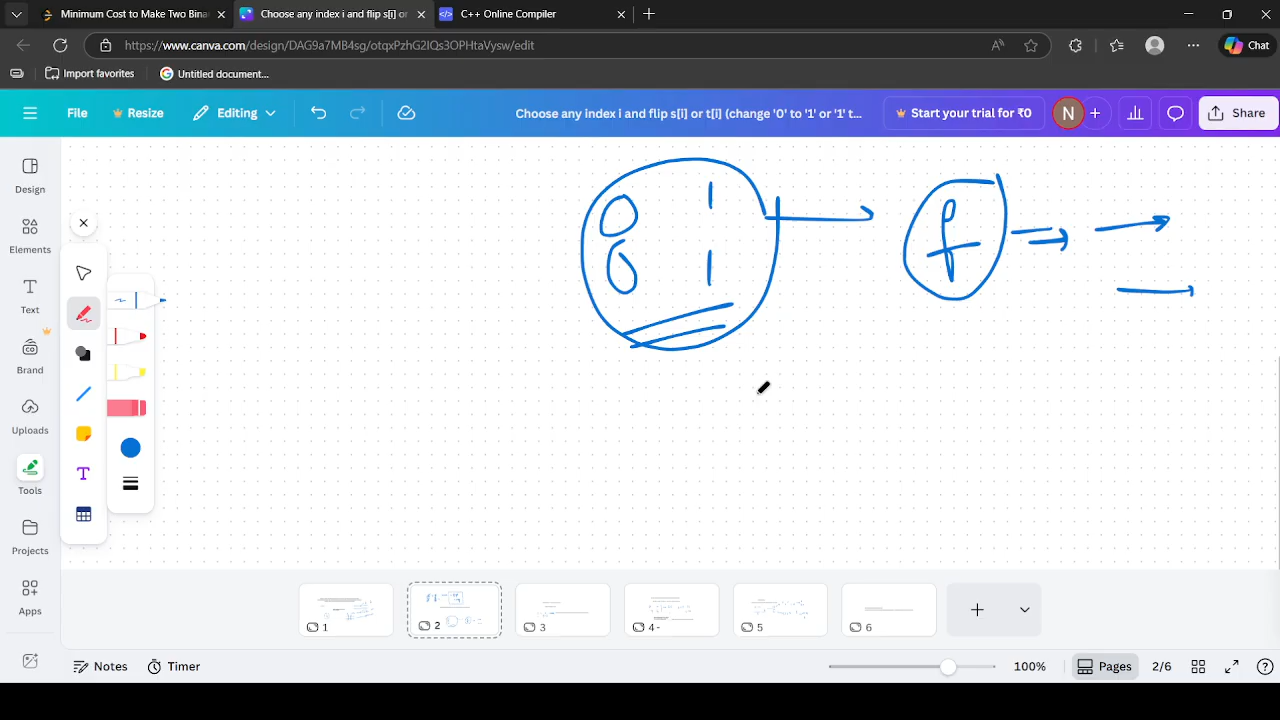 Minimum Cost to Make Two Binar
Choose any index i and flip s[i] or
C++ Online Compiler
https://www.canva.com/design/DAG9a7MB4sg/otqxPzhG2IQs3OPHtaVysw/edit
Chat
Import favorites
Untitled document...
File
Resize
Editing
Choose any index i and flip s[i] or t[i] (change '0' to '1' or '1' t...
N
Start your trial for ₹0
Share
Design
Elements
Text
Brand
Uploads
Tools
Projects
Apps
0 1
0 1
f
T
1
2
3
4-
5
6
Notes
Timer
100%
Pages
2/6